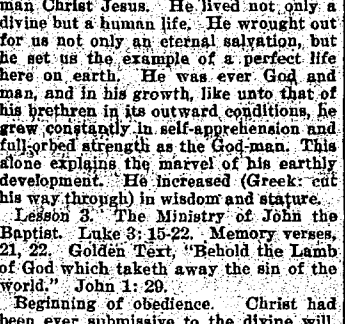 man Christ Jesus. He lived not only a
divine but a human life. He wrought out
for us not only an eternal salvation, but
he set us the example of a perfect life
here on earth. He was ever God and
man, and in his growth, like unto that of
his brethren in its outward conditions, he
grew constantly in self-apprehension and
full-orbed strength as the God-man. This
alone explains the marvel of his earthly
development. He increased (Greek: cut
his way through) in wisdom and stature.
Lesson 3. The Ministry of John the
Baptist. Luke 3: 15-22. Memory verses,
21, 22. Golden Text, "Behold the Lamb
of God which taketh away the sin of the
world." John 1: 29.
Beginning of obedience. Christ had
been ever submissive to the divine will